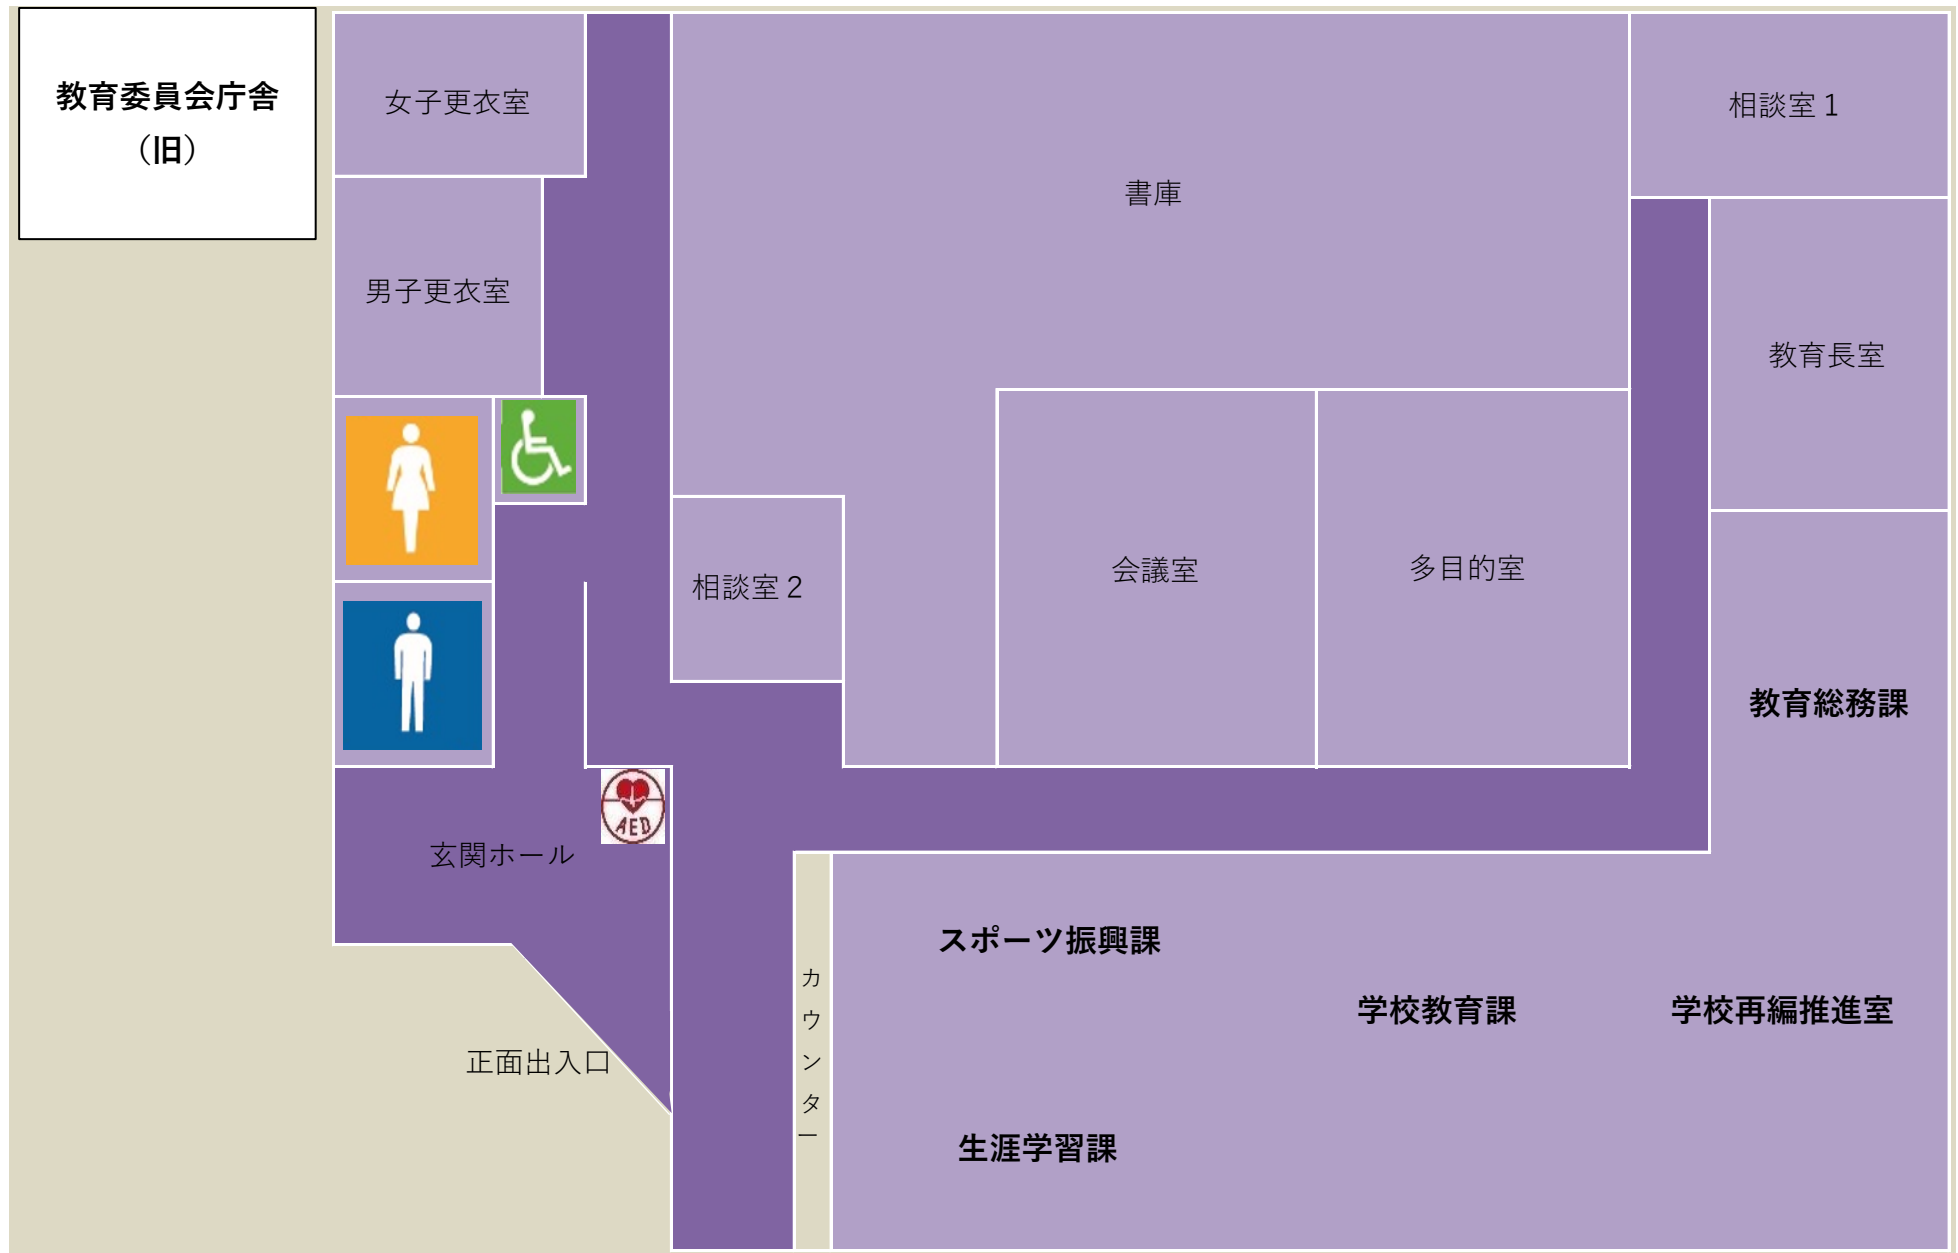 教育委員会庁舎
（旧）
女子更衣室
相談室１
書庫
男子更衣室
教育長室
会議室
多目的室
相談室２
教育総務課
AED
玄関ホール
スポーツ振興課
カウンター
学校教育課
学校再編推進室
正面出入口
生涯学習課